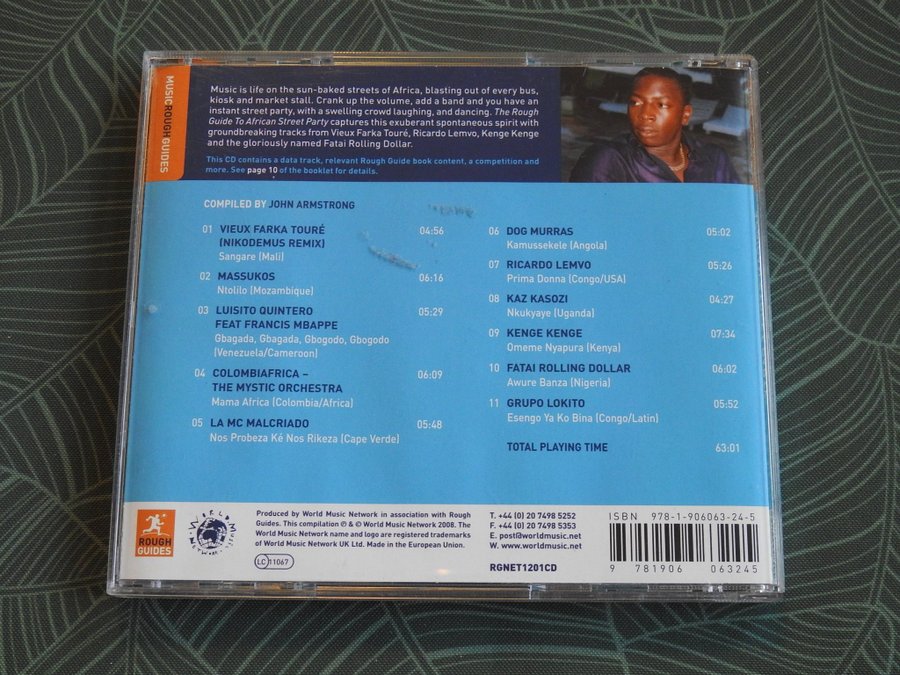 MUSIC ROUGH GUIDES
Music is life on the sun-baked streets of Africa, blasting out of every bus,
kiosk and market stall. Crank up the volume, add a band and you have an
instant street party, with a swelling crowd laughing, and dancing. The Rough
Guide To African Street Party captures this exuberant spontaneous spirit with
groundbreaking tracks from Vieux Farka Touré, Ricardo Lemvo, Kenge Kenge
and the gloriously named Fatai Rolling Dollar.
This CD contains a data track, relevant Rough Guide book content, a competition and
more. See page 10 of the booklet for details.
COMPILED BY JOHN ARMSTRONG
01 VIEUX FARKA TOURÉ 04:56
(NIKODEMUS REMIX)
Sangare (Mali)
02 MASSUKOS 06:16
Ntolilo (Mozambique)
03 LUISITO QUINTERO 05:29
FEAT FRANCIS MBAPPE
Gbagada, Gbagada, Gbogodo, Gbogodo
(Venezuela/Cameroon)
04 COLOMBIAFRICA – 06:09
THE MYSTIC ORCHESTRA
Mama Africa (Colombia/Africa)
05 LA MC MALCRIADO 05:48
Nos Probeza Ké Nos Rikeza (Cape Verde)
06 DOG MURRAS 05:02
Kamussekele (Angola)
07 RICARDO LEMVO 05:26
Prima Donna (Congo/USA)
08 KAZ KASOZI 04:27
Nkukyaye (Uganda)
09 KENGE KENGE 07:34
Omeme Nyapura (Kenya)
10 FATAI ROLLING DOLLAR 06:02
Awure Banza (Nigeria)
11 GRUPO LOKITO 05:52
Esengo Ya Ko Bina (Congo/Latin)
TOTAL PLAYING TIME 63:01
ROUGH
GUIDES
WORLD MUSIC NETWORK
Produced by World Music Network in association with Rough
Guides. This compilation ℗ & © World Music Network 2008. The
World Music Network name and logo are registered trademarks
of World Music Network UK Ltd. Made in the European Union.
LC 11067
T. +44 (0) 20 7498 5252
F. +44 (0) 20 7498 5353
E. post@worldmusic.net
W. www.worldmusic.net
RGNET1201CD
ISBN 978-1-906063-24-5
9 781906 063245